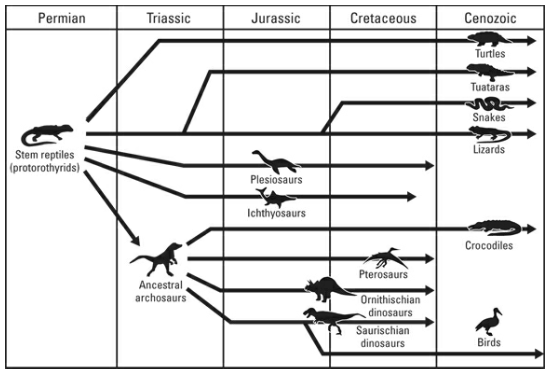 Permian
Triassic
Jurassic
Cretaceous
Cenozoic
Turtles
Tuataras
Snakes
Stem reptiles
(protorothyrids)
Lizards
Plesiosaurs
Ichthyosaurs
Crocodiles
Ancestral
archosaurs
Pterosaurs
Ornithischian
dinosaurs
Saurischian
dinosaurs
Birds